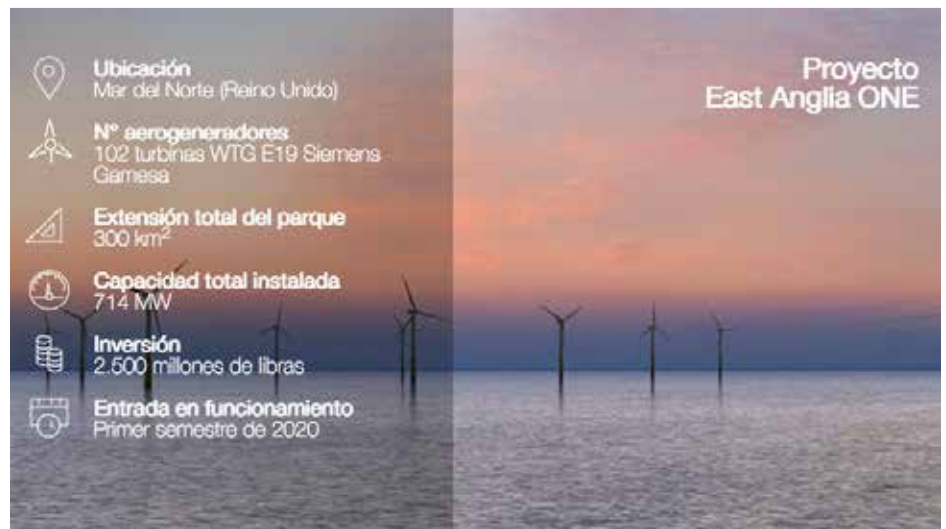 Proyecto
East Anglia ONE
Ubicación
Mar del Norte (Reino Unido)
Nº aerogeneradores
102 turbinas WTG E19 Siemens
Gamesa
Extensión total del parque
300 km²
Capacidad total instalada
714 MW
Inversión
2.500 millones de libras
Entrada en funcionamiento
Primer semestre de 2020